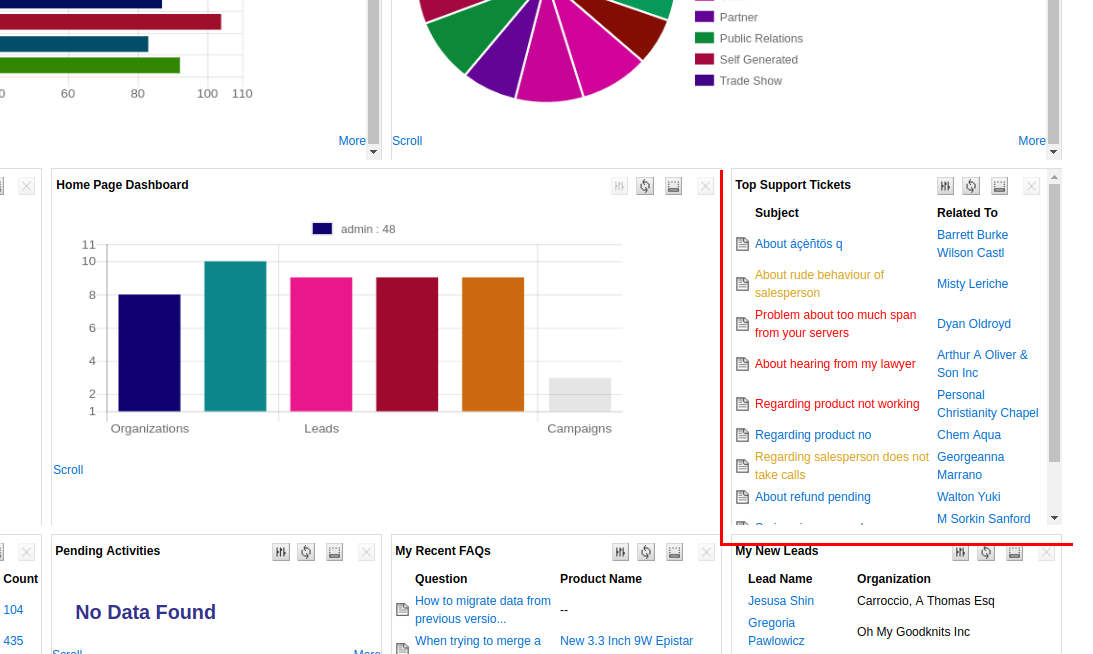 0 60 80 100 110
More
Partner
Public Relations
Self Generated
Trade Show
Scroll
More
Home Page Dashboard
admin : 48
11
10
8
6
4
2
1
Organizations Leads Campaigns
Scroll
Top Support Tickets
Subject Related To
About áçèñtös q Barrett Burke
Wilson Castl
About rude behaviour of
salesperson Misty Leriche
Problem about too much span
from your servers Dyan Oldroyd
About hearing from my lawyer Arthur A Oliver &
Son Inc
Regarding product not working Personal
Christianity Chapel
Regarding product no Chem Aqua
Regarding salesperson does not
take calls Georgeanna
Marrano
About refund pending Walton Yuki
M Sorkin Sanford
Count
104
435
Pending Activities
No Data Found
Scroll More
My Recent FAQs
Question Product Name
How to migrate data from
previous versio... --
When trying to merge a New 3.3 Inch 9W Epistar
My New Leads
Lead Name Organization
Jesusa Shin Carroccio, A Thomas Esq
Gregoria
Pawlowicz Oh My Goodknits Inc